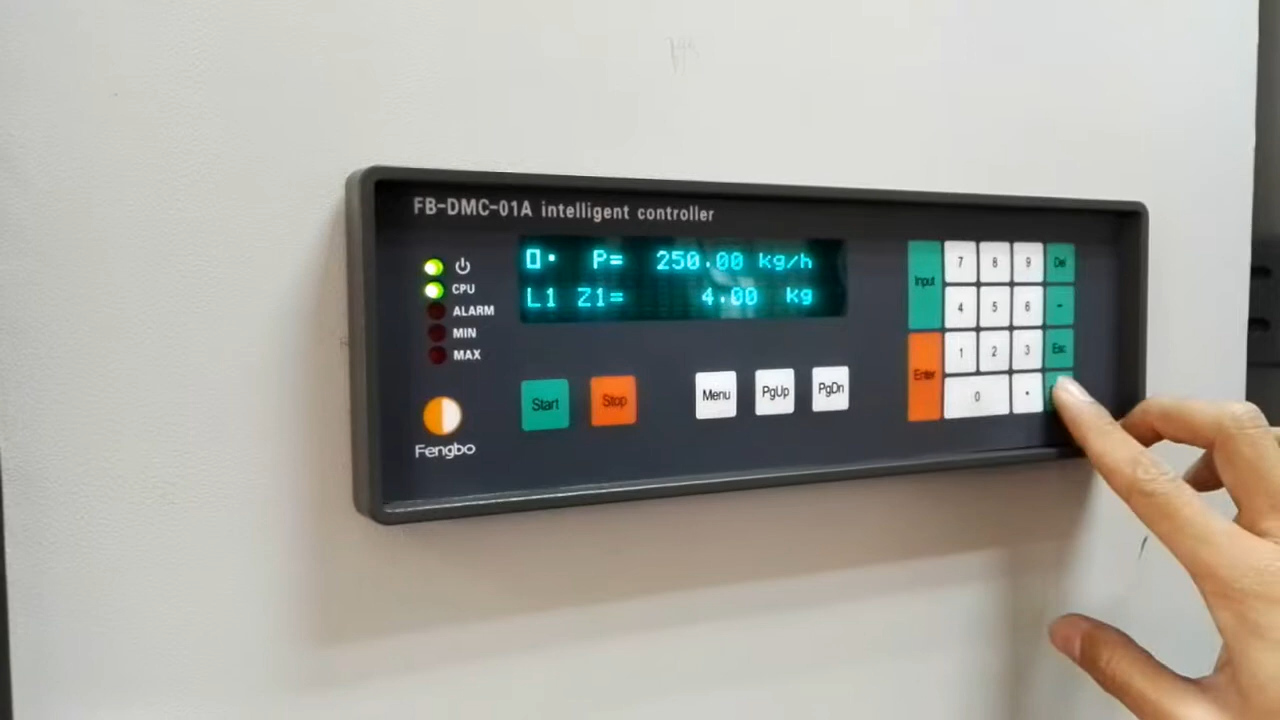 FB-DMC-01A intelligent controller
P= 250.00 kg/h
L1 Z1= 4.00 kg
CPU
ALARM
MIN
MAX
Fengbo
Start
Stop
Menu
PgUp
PgDn
Input
7
8
9
Del
4
5
6
-
Enter
1
2
3
Esc
0
.